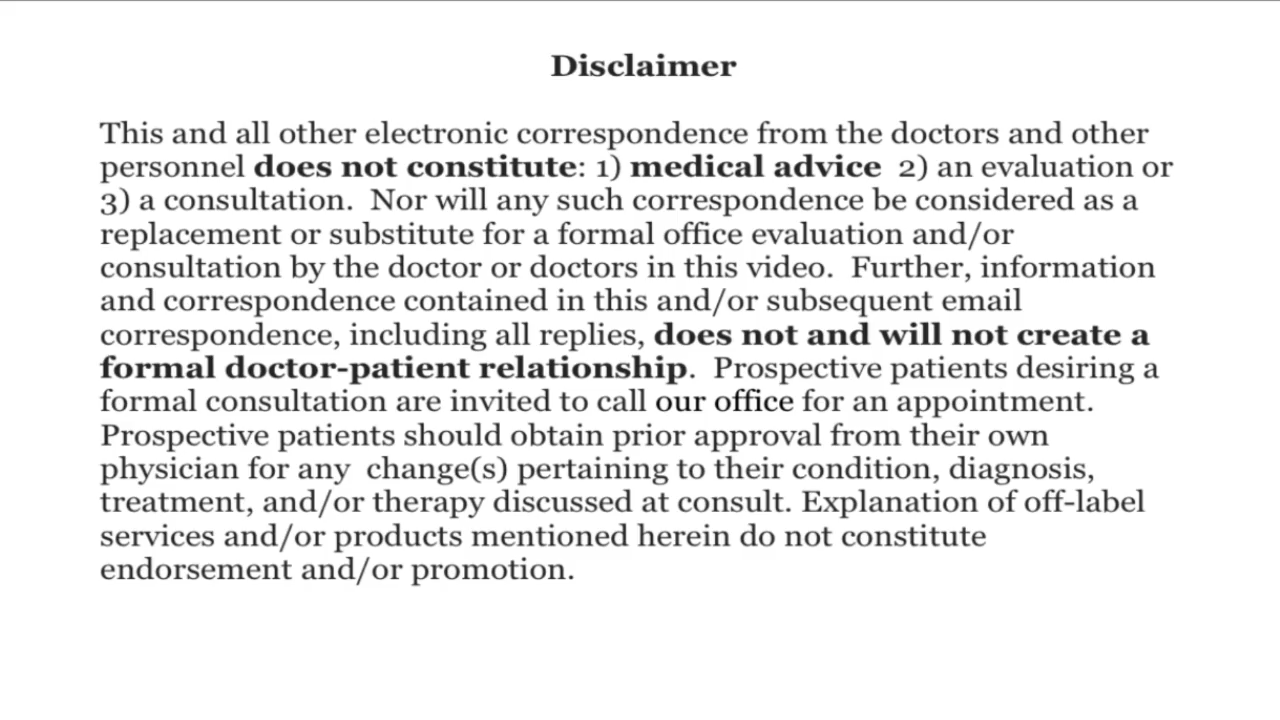 Disclaimer
This and all other electronic correspondence from the doctors and other
personnel does not constitute: 1) medical advice  2) an evaluation or
3) a consultation.  Nor will any such correspondence be considered as a
replacement or substitute for a formal office evaluation and/or
consultation by the doctor or doctors in this video.  Further, information
and correspondence contained in this and/or subsequent email
correspondence, including all replies, does not and will not create a
formal doctor-patient relationship.  Prospective patients desiring a
formal consultation are invited to call our office for an appointment.
Prospective patients should obtain prior approval from their own
physician for any  change(s) pertaining to their condition, diagnosis,
treatment, and/or therapy discussed at consult. Explanation of off-label
services and/or products mentioned herein do not constitute
endorsement and/or promotion.